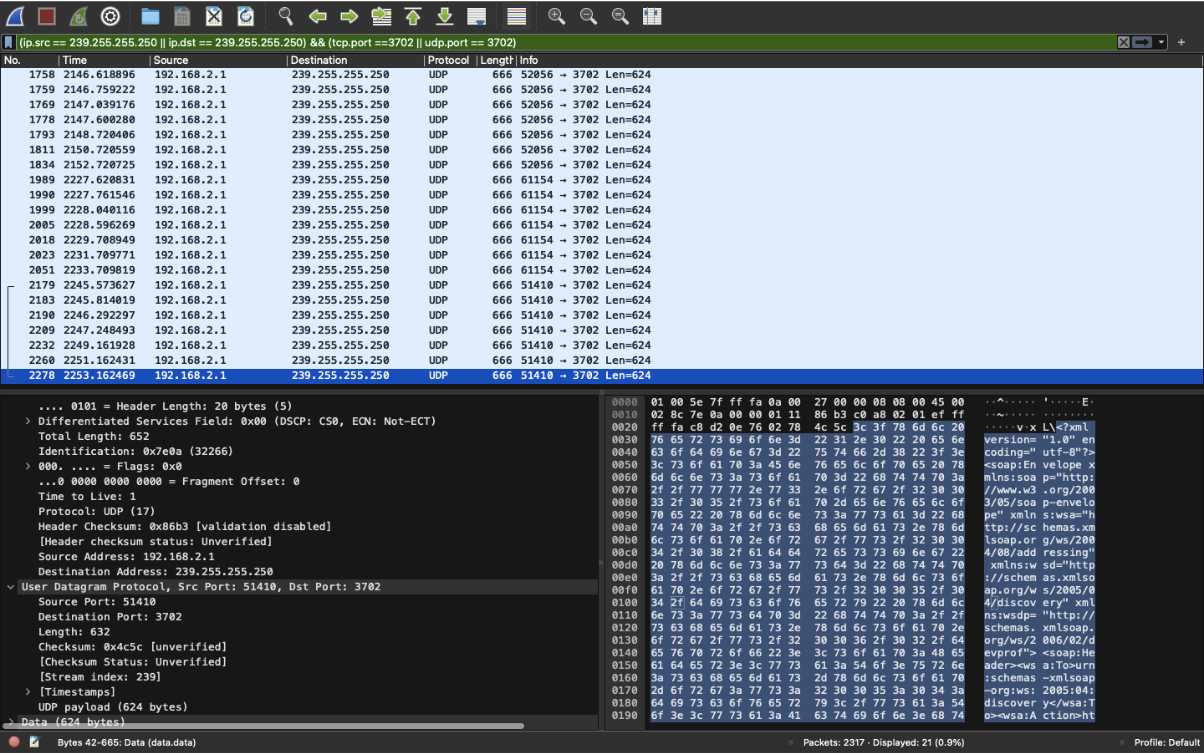 (ip.src == 239.255.255.250 || ip.dst == 239.255.255.250) && (tcp.port ==3702 || udp.port == 3702)
No. Time Source Destination Protocol Length Info
1758 2146.618896 192.168.2.1 239.255.255.250 UDP 666 52056 → 3702 Len=624
1759 2146.759222 192.168.2.1 239.255.255.250 UDP 666 52056 → 3702 Len=624
1769 2147.039176 192.168.2.1 239.255.255.250 UDP 666 52056 → 3702 Len=624
1778 2147.600280 192.168.2.1 239.255.255.250 UDP 666 52056 → 3702 Len=624
1793 2148.720406 192.168.2.1 239.255.255.250 UDP 666 52056 → 3702 Len=624
1811 2150.720559 192.168.2.1 239.255.255.250 UDP 666 52056 → 3702 Len=624
1834 2152.720725 192.168.2.1 239.255.255.250 UDP 666 52056 → 3702 Len=624
1989 2227.620831 192.168.2.1 239.255.255.250 UDP 666 61154 → 3702 Len=624
1990 2227.761546 192.168.2.1 239.255.255.250 UDP 666 61154 → 3702 Len=624
1999 2228.040116 192.168.2.1 239.255.255.250 UDP 666 61154 → 3702 Len=624
2005 2228.596269 192.168.2.1 239.255.255.250 UDP 666 61154 → 3702 Len=624
2018 2229.708949 192.168.2.1 239.255.255.250 UDP 666 61154 → 3702 Len=624
2023 2231.709771 192.168.2.1 239.255.255.250 UDP 666 61154 → 3702 Len=624
2051 2233.709819 192.168.2.1 239.255.255.250 UDP 666 61154 → 3702 Len=624
2179 2245.573627 192.168.2.1 239.255.255.250 UDP 666 51410 → 3702 Len=624
2183 2245.814019 192.168.2.1 239.255.255.250 UDP 666 51410 → 3702 Len=624
2190 2246.292297 192.168.2.1 239.255.255.250 UDP 666 51410 → 3702 Len=624
2209 2247.248493 192.168.2.1 239.255.255.250 UDP 666 51410 → 3702 Len=624
2232 2249.161928 192.168.2.1 239.255.255.250 UDP 666 51410 → 3702 Len=624
2260 2251.162431 192.168.2.1 239.255.255.250 UDP 666 51410 → 3702 Len=624
2278 2253.162469 192.168.2.1 239.255.255.250 UDP 666 51410 → 3702 Len=624
.... 0101 = Header Length: 20 bytes (5)
Differentiated Services Field: 0x00 (DSCP: CS0, ECN: Not-ECT)
Total Length: 652
Identification: 0x7e0a (32266)
000. .... = Flags: 0x0
...0 0000 0000 0000 = Fragment Offset: 0
Time to Live: 1
Protocol: UDP (17)
Header Checksum: 0x86b3 [validation disabled]
[Header checksum status: Unverified]
Source Address: 192.168.2.1
Destination Address: 239.255.255.250
User Datagram Protocol, Src Port: 51410, Dst Port: 3702
Source Port: 51410
Destination Port: 3702
Length: 632
Checksum: 0x4c5c [unverified]
[Checksum Status: Unverified]
[Stream index: 239]
[Timestamps]
UDP payload (624 bytes)
Data (624 bytes)
0000 01 00 5e 7f ff fa 0a 00 27 00 00 08 08 00 45 00 ··^····· '·····E·
0010 02 8c 7e 0a 00 00 01 11 86 b3 c0 a8 02 01 ef ff ··~····· ········
0020 ff fa c8 d2 0e 76 02 78 4c 5c 3c 3f 78 6d 6c 20 ·····v·x L\<?xml
0030 76 65 72 73 69 6f 6e 3d 22 31 2e 30 22 20 65 6e version= "1.0" en
0040 63 6f 64 69 6e 67 3d 22 75 74 66 2d 38 22 3f 3e coding=" utf-8"?>
0050 3c 73 6f 61 70 3a 45 6e 76 65 6c 6f 70 65 20 78 <soap:En velope x
0060 6d 6c 6e 73 3a 73 6f 61 70 3d 22 68 74 74 70 3a mlns:soa p="http:
0070 2f 2f 77 77 77 2e 77 33 2e 6f 72 67 2f 32 30 30 //www.w3 .org/200
0080 33 2f 30 35 2f 73 6f 61 70 2d 65 6e 76 65 6c 6f 3/05/soa p-envelo
0090 70 65 22 20 78 6d 6c 6e 73 3a 77 73 61 3d 22 68 pe" xmln s:wsa="h
00a0 74 74 70 3a 2f 2f 73 63 68 65 6d 61 73 2e 78 6d ttp://sc hemas.xm
00b0 6c 73 6f 61 70 2e 6f 72 67 2f 77 73 2f 32 30 30 lsoap.or g/ws/200
00c0 34 2f 30 38 2f 61 64 64 72 65 73 73 69 6e 67 22 4/08/add ressing"
00d0 20 78 6d 6c 6e 73 3a 77 73 64 3d 22 68 74 74 70 xmlns:w sd="http
00e0 3a 2f 2f 73 63 68 65 6d 61 73 2e 78 6d 6c 73 6f ://schem as.xmlso
00f0 61 70 2e 6f 72 67 2f 77 73 2f 32 30 30 35 2f 30 ap.org/w s/2005/0
0100 34 2f 64 69 73 63 6f 76 65 72 79 22 20 78 6d 6c 4/discov ery" xml
0110 6e 73 3a 77 73 64 70 3d 22 68 74 74 70 3a 2f 2f ns:wsdp= "http://
0120 73 63 68 65 6d 61 73 2e 78 6d 6c 73 6f 61 70 2e schemas. xmlsoap.
0130 6f 72 67 2f 77 73 2f 32 30 30 36 2f 30 32 2f 64 org/ws/2 006/02/d
0140 65 76 70 72 6f 66 22 3e 3c 73 6f 61 70 3a 48 65 evprof"> <soap:He
0150 61 64 65 72 3e 3c 77 73 61 3a 54 6f 3e 75 72 6e ader><ws a:To>urn
0160 3a 73 63 68 65 6d 61 73 2d 78 6d 6c 73 6f 61 70 :schemas -xmlsoap
0170 2d 6f 72 67 3a 77 73 3a 32 30 30 35 3a 30 34 3a -org:ws: 2005:04:
0180 64 69 73 63 6f 76 65 72 79 3c 2f 77 73 61 3a 54 discover y</wsa:T
0190 6f 3e 3c 77 73 61 3a 41 63 74 69 6f 6e 3e 68 74 o><wsa:A ction>ht
Bytes 42-665: Data (data.data) Packets: 2317 · Displayed: 21 (0.9%) Profile: Default